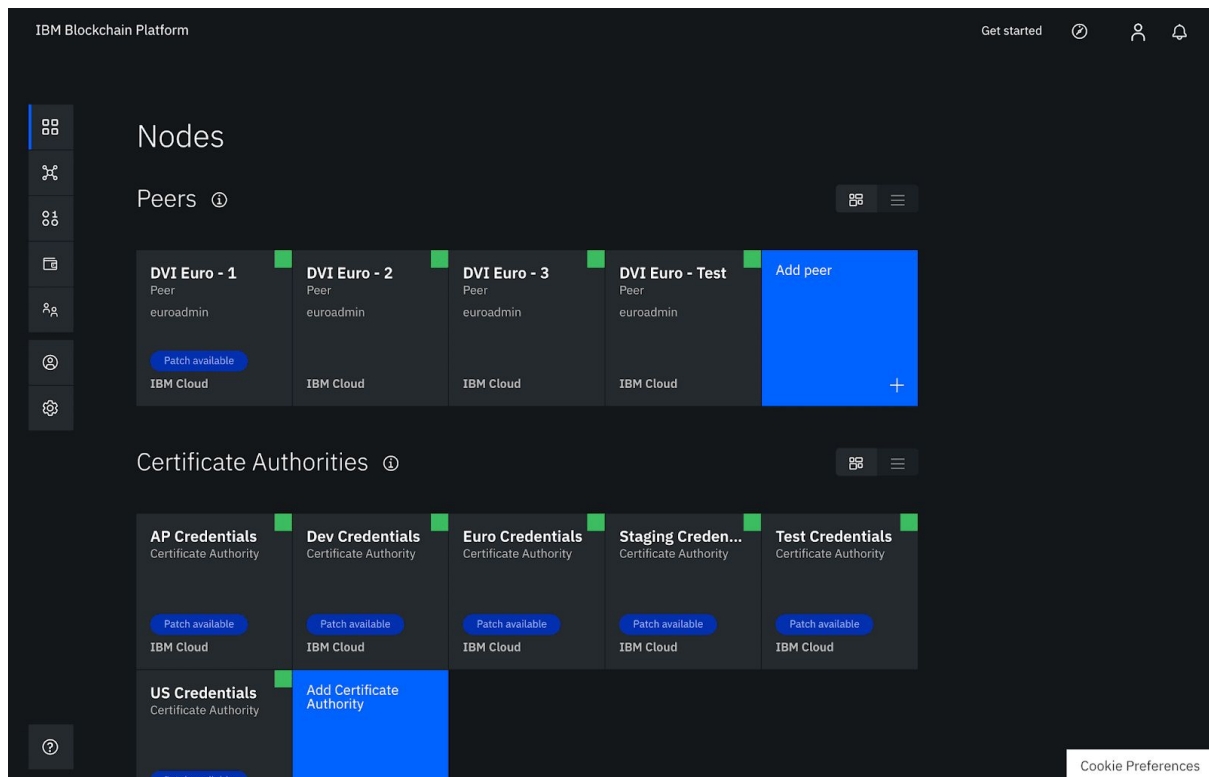 IBM Blockchain Platform
Get started
Nodes
Peers
DVI Euro - 1
Peer
euroadmin
Patch available
IBM Cloud
DVI Euro - 2
Peer
euroadmin
IBM Cloud
DVI Euro - 3
Peer
euroadmin
IBM Cloud
DVI Euro - Test
Peer
euroadmin
IBM Cloud
Add peer
Certificate Authorities
AP Credentials
Certificate Authority
Patch available
IBM Cloud
Dev Credentials
Certificate Authority
Patch available
IBM Cloud
Euro Credentials
Certificate Authority
Patch available
IBM Cloud
Staging Creden...
Certificate Authority
Patch available
IBM Cloud
Test Credentials
Certificate Authority
Patch available
IBM Cloud
US Credentials
Certificate Authority
Add Certificate
Authority
Cookie Preferences